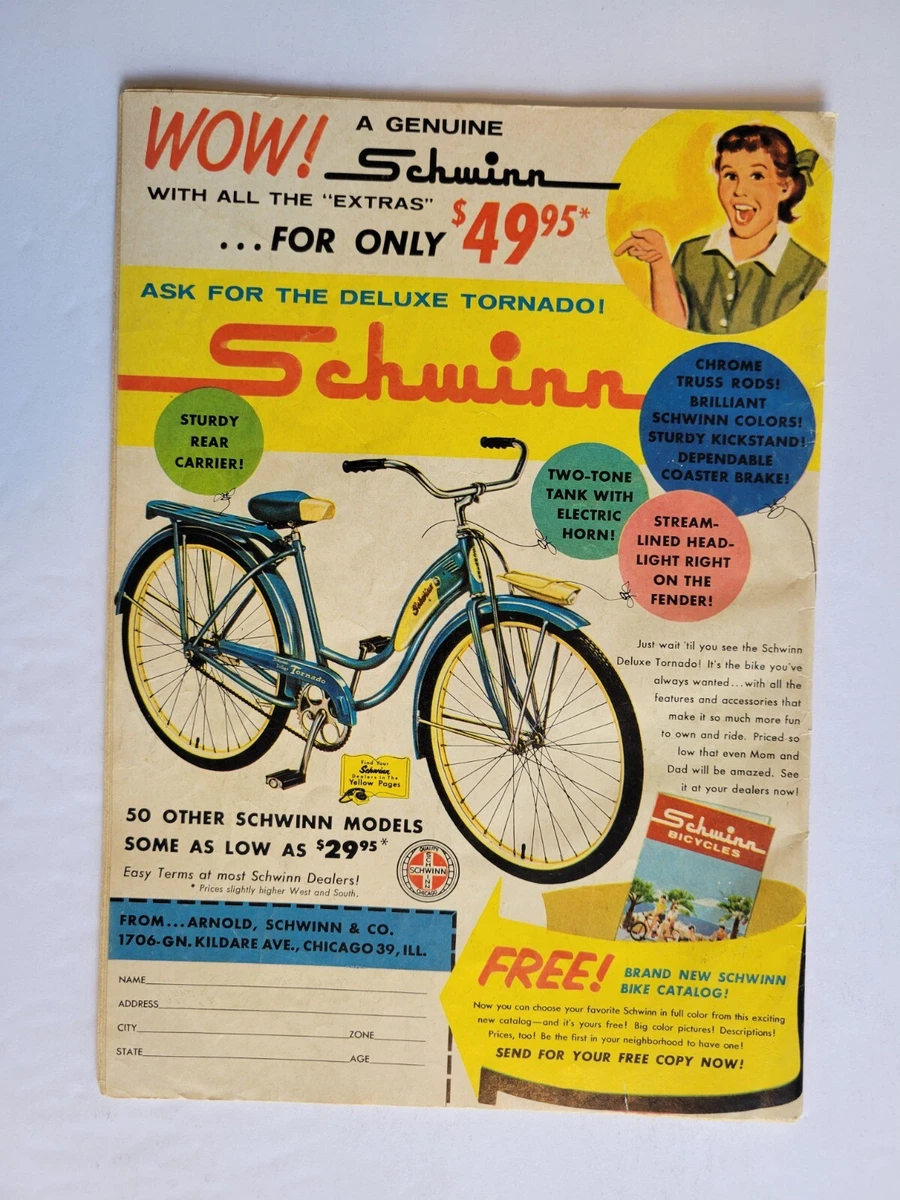 WOW!
A GENUINE
Schwinn
WITH ALL THE "EXTRAS"
...FOR ONLY $49.95*
ASK FOR THE DELUXE TORNADO!
Schwinn
STURDY
REAR
CARRIER!
CHROME
TRUSS RODS!
BRILLIANT
SCHWINN COLORS!
STURDY KICKSTAND!
DEPENDABLE
COASTER BRAKE!
TWO-TONE
TANK WITH
ELECTRIC
HORN!
STREAM-
LINED HEAD-
LIGHT RIGHT
ON THE
FENDER!
Schwinn
Tornado
Just wait 'til you see the Schwinn
Deluxe Tornado! It's the bike you've
always wanted...with all the
features and accessories that
make it so much more fun
to own and ride. Priced so
low that even Mom and
Dad will be amazed. See
it at your dealers now!
Find Your
Schwinn
Dealers in The
Yellow Pages
50 OTHER SCHWINN MODELS
SOME AS LOW AS $29.95*
Easy Terms at most Schwinn Dealers!
* Prices slightly higher West and South.
QUALITY
SCHWINN
SCHWINN
CHICAGO
Schwinn
BICYCLES
FROM...ARNOLD, SCHWINN & CO.
1706-GN. KILDARE AVE., CHICAGO 39, ILL.
NAME
ADDRESS
CITY ZONE
STATE AGE
FREE! BRAND NEW SCHWINN
BIKE CATALOG!
Now you can choose your favorite Schwinn in full color from this exciting
new catalog—and it's yours free! Big color pictures! Descriptions!
Prices, too! Be the first in your neighborhood to have one!
SEND FOR YOUR FREE COPY NOW!